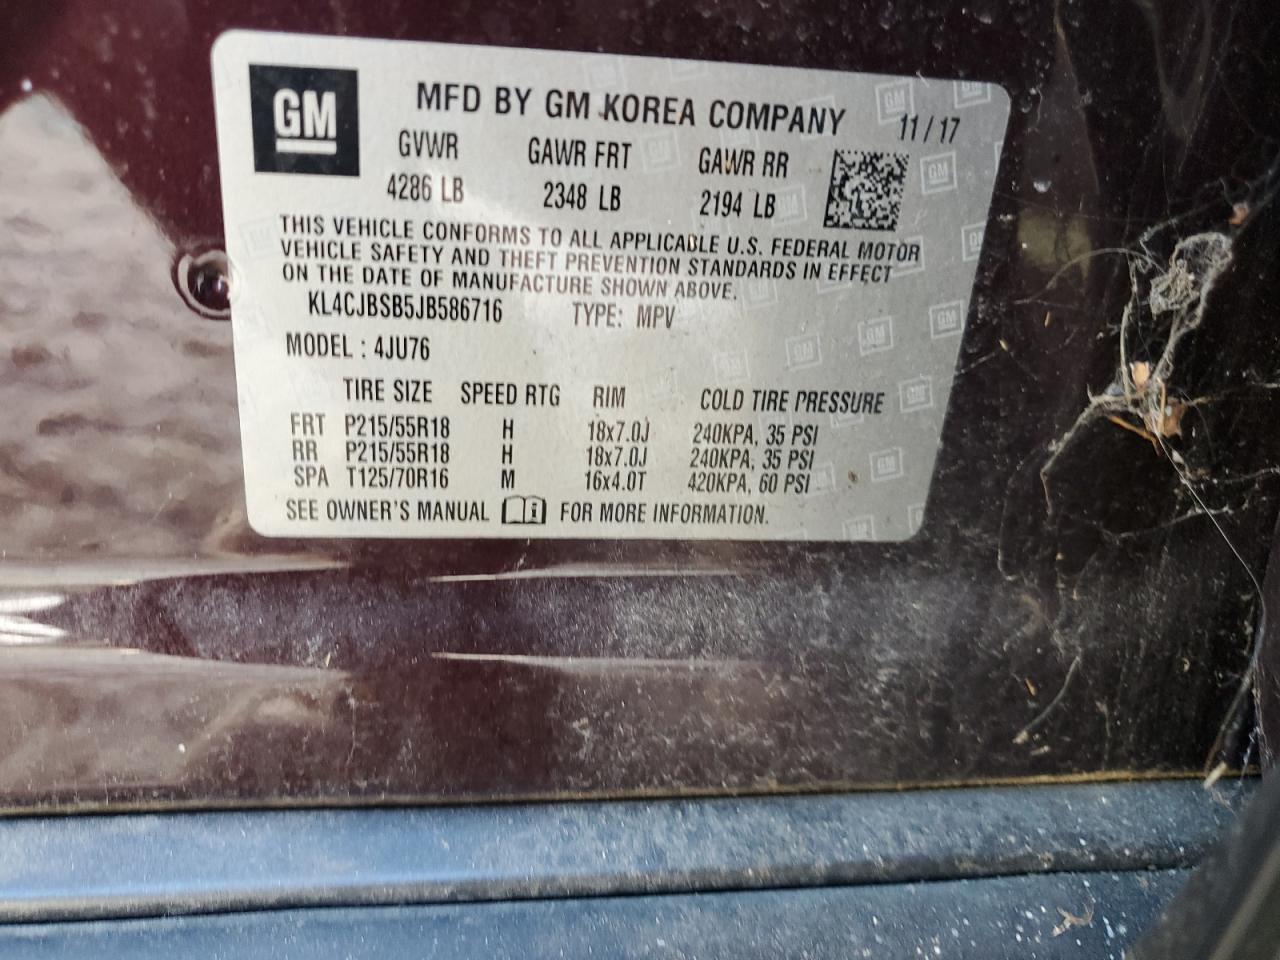 GM
MFD BY GM KOREA COMPANY 11/17
GVWR GAWR FRT GAWR RR
4286 LB 2348 LB 2194 LB
THIS VEHICLE CONFORMS TO ALL APPLICABLE U.S. FEDERAL MOTOR
VEHICLE SAFETY AND THEFT PREVENTION STANDARDS IN EFFECT
ON THE DATE OF MANUFACTURE SHOWN ABOVE.
KL4CJBSB5JB586716 TYPE: MPV
MODEL : 4JU76
TIRE SIZE SPEED RTG RIM COLD TIRE PRESSURE
FRT P215/55R18 H 18x7.0J 240KPA, 35 PSI
RR P215/55R18 H 18x7.0J 240KPA, 35 PSI
SPA T125/70R16 M 16x4.0T 420KPA, 60 PSI
SEE OWNER'S MANUAL i FOR MORE INFORMATION.